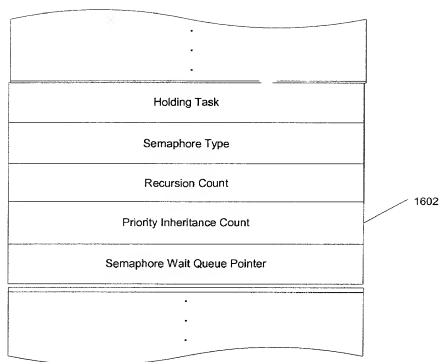 Holding Task
Semaphore Type
Recursion Count
Priority Inheritance Count
1602
Semaphore Wait Queue Pointer